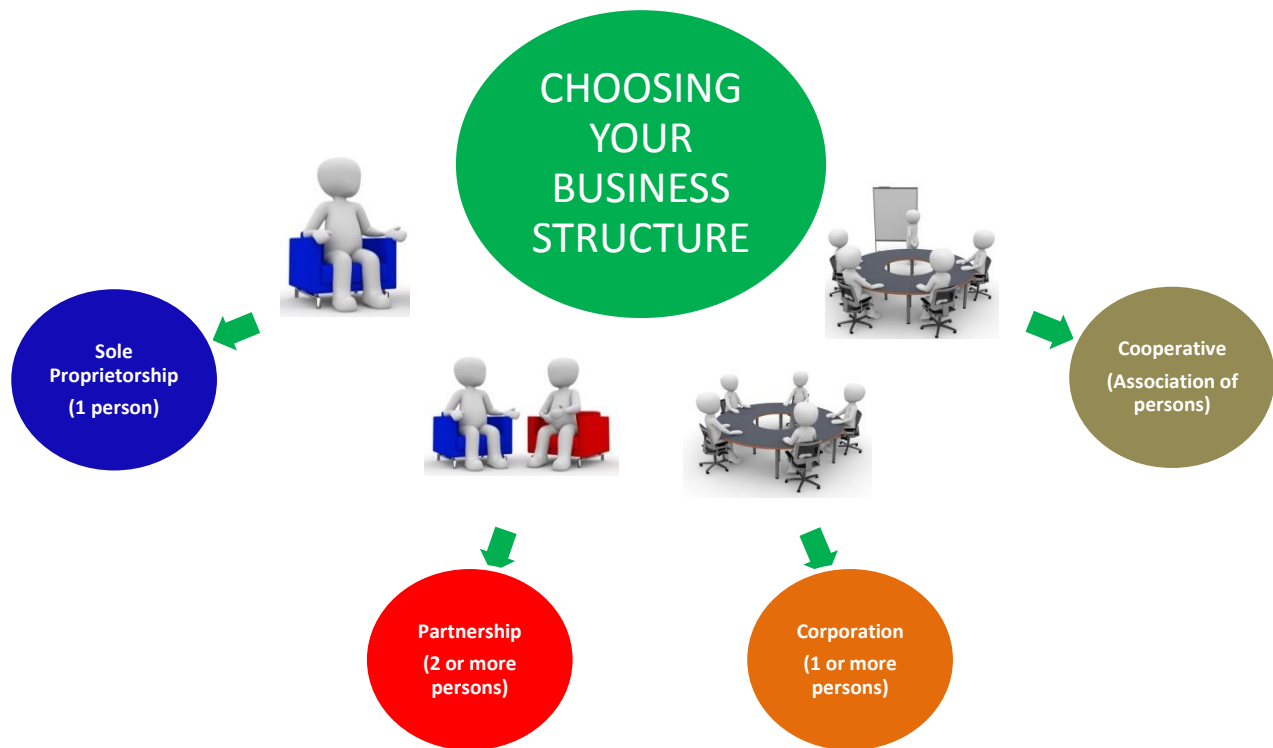 CHOOSING
YOUR
BUSINESS
STRUCTURE
Sole
Proprietorship
(1 person)
Cooperative
(Association of
persons)
Partnership
(2 or more
persons)
Corporation
(1 or more
persons)